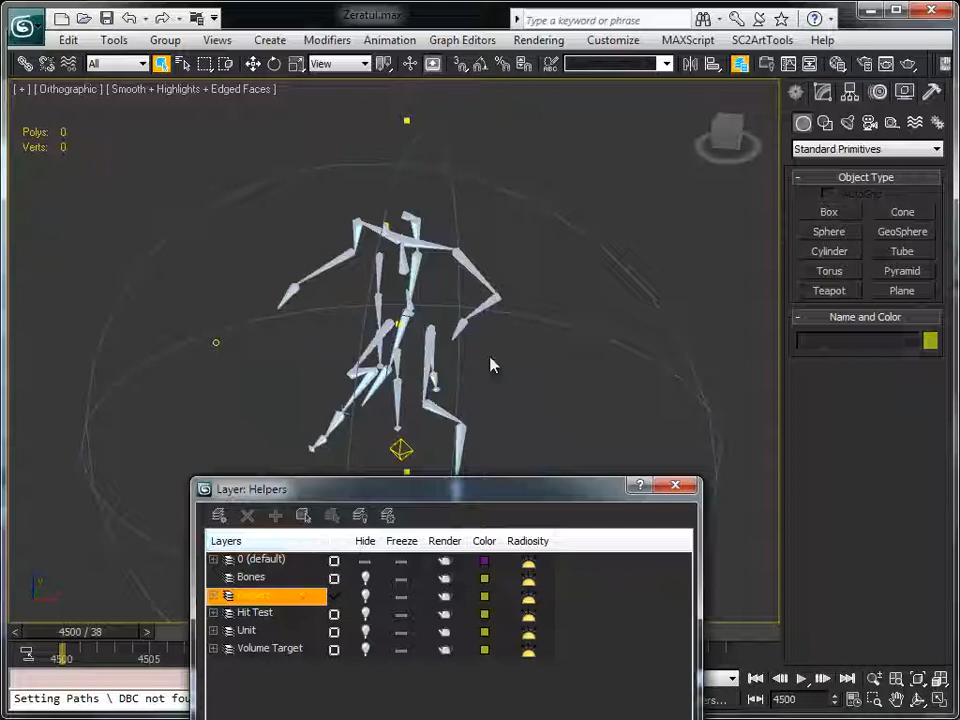 Zeratul.max
Type a keyword or phrase
Edit Tools Group Views Create Modifiers Animation Graph Editors Rendering Customize MAXScript SC2ArtTools Help
All
View
[ + ] [ Orthographic ] [ Smooth + Highlights + Edged Faces ]
Polys: 0
Verts: 0
Standard Primitives
- Object Type
AutoGrid
Box Cone
Sphere GeoSphere
Cylinder Tube
Torus Pyramid
Teapot Plane
- Name and Color
Layer: Helpers
Layers Hide Freeze Render Color Radiosity
0 (default)
Bones
Hit Test
Unit
Volume Target
< 4500 / 38 >
4500 4505
Setting Paths \ DBC not fou
4500